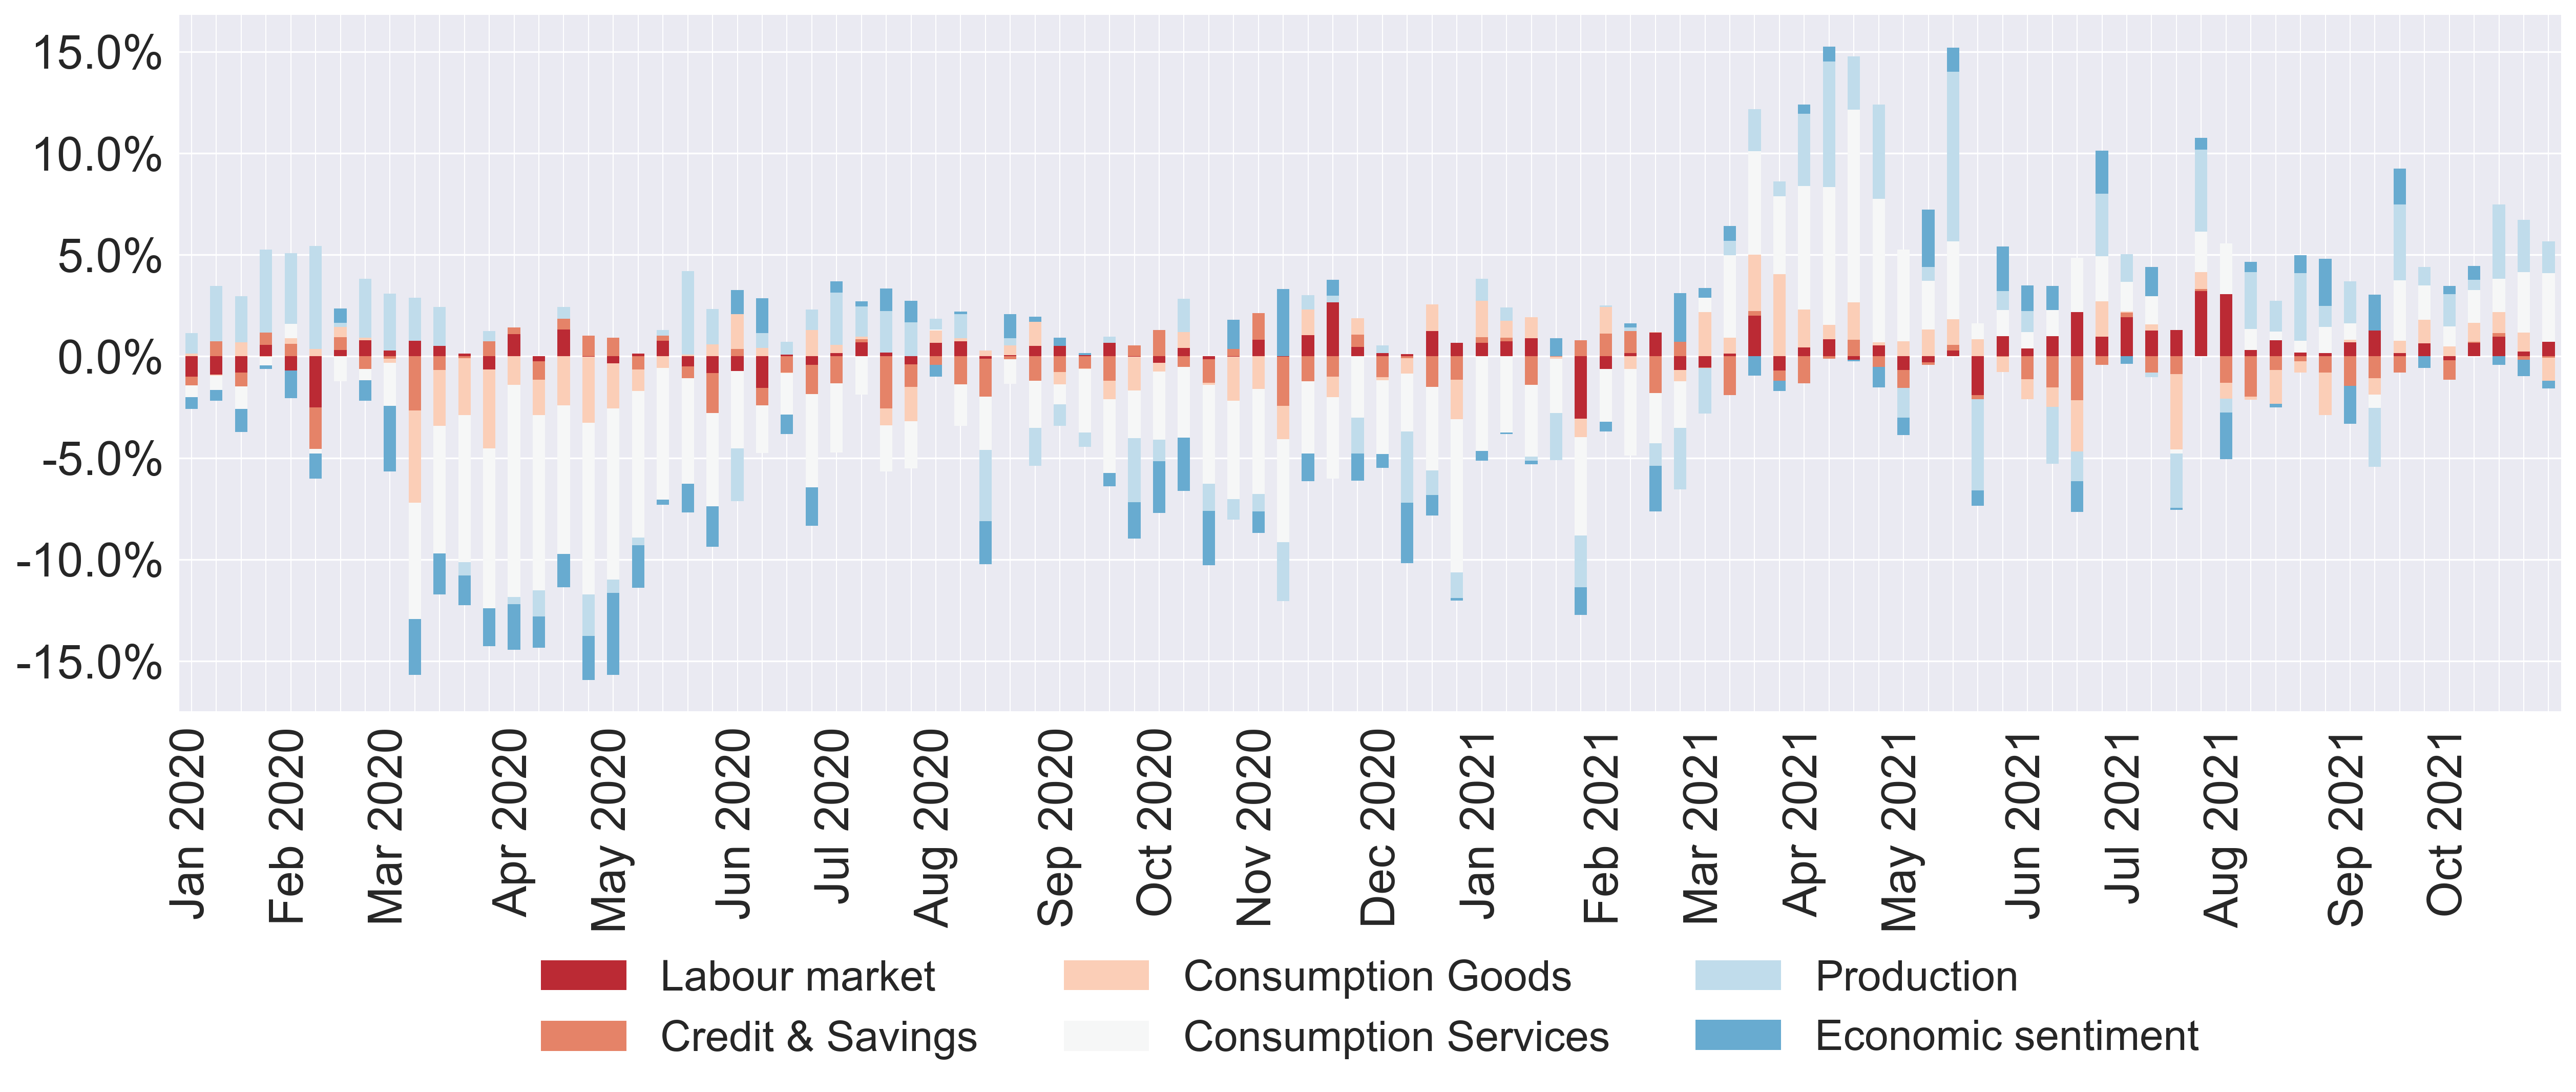 15.0%
10.0%
5.0%
0.0%
-5.0%
-10.0%
-15.0%
Jan 2020
Feb 2020
Mar 2020
Apr 2020
May 2020
Jun 2020
Jul 2020
Aug 2020
Sep 2020
Oct 2020
Nov 2020
Dec 2020
Jan 2021
Feb 2021
Mar 2021
Apr 2021
May 2021
Jun 2021
Jul 2021
Aug 2021
Sep 2021
Oct 2021
Labour market
Consumption Goods
Production
Credit & Savings
Consumption Services
Economic sentiment